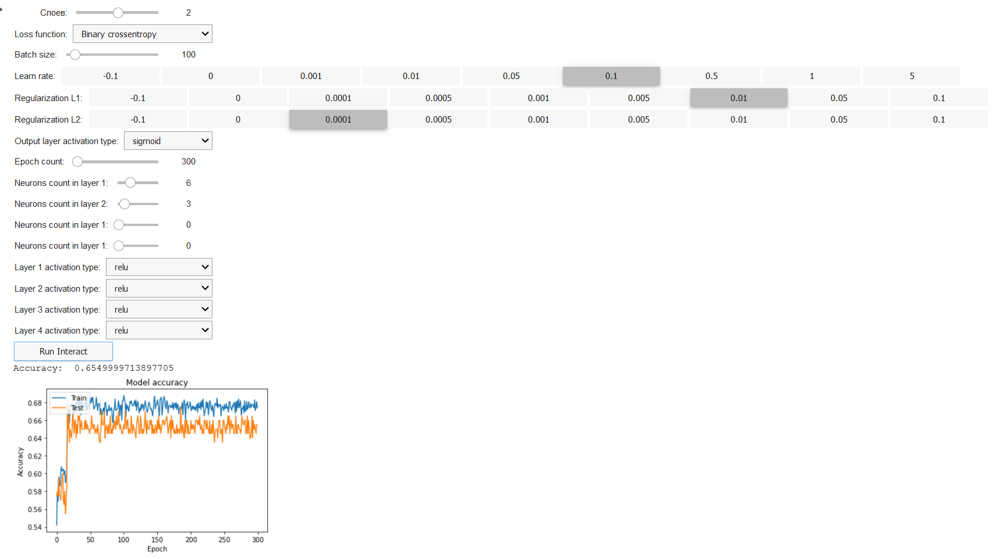 Слоев: 2
Loss function: Binary crossentropy
Batch size: 100
Learn rate: -0.1 0 0.001 0.01 0.05 0.1 0.5 1 5
Regularization L1: -0.1 0 0.0001 0.0005 0.001 0.005 0.01 0.05 0.1
Regularization L2: -0.1 0 0.0001 0.0005 0.001 0.005 0.01 0.05 0.1
Output layer activation type: sigmoid
Epoch count: 300
Neurons count in layer 1: 6
Neurons count in layer 2: 3
Neurons count in layer 1: 0
Neurons count in layer 1: 0
Layer 1 activation type: relu
Layer 2 activation type: relu
Layer 3 activation type: relu
Layer 4 activation type: relu
Run Interact
Accuracy: 0.6549999713897705
Model accuracy
Train
Test
0.68
0.66
0.64
0.62
0.60
0.58
0.56
0.54
Accuracy
0 50 100 150 200 250 300
Epoch